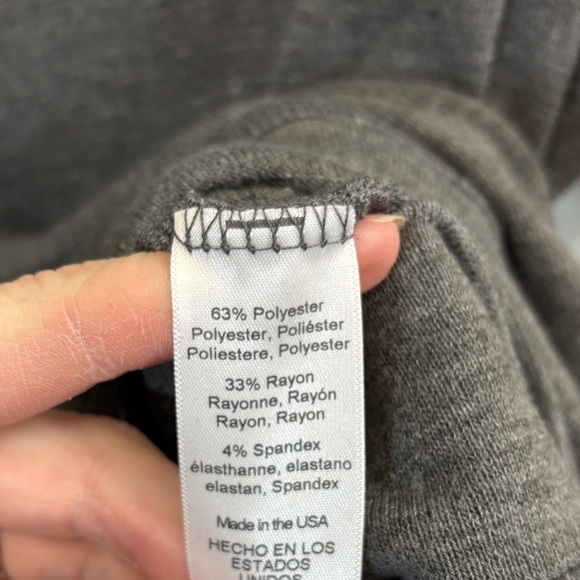 63% Polyester
Polyester, Poliéster
Poliestere, Polyester
33% Rayon
Rayonne, Rayón
Rayon, Rayon
4% Spandex
élasthanne, elastano
elastan, Spandex
Made in the USA
HECHO EN LOS
ESTADOS
UNIDOS